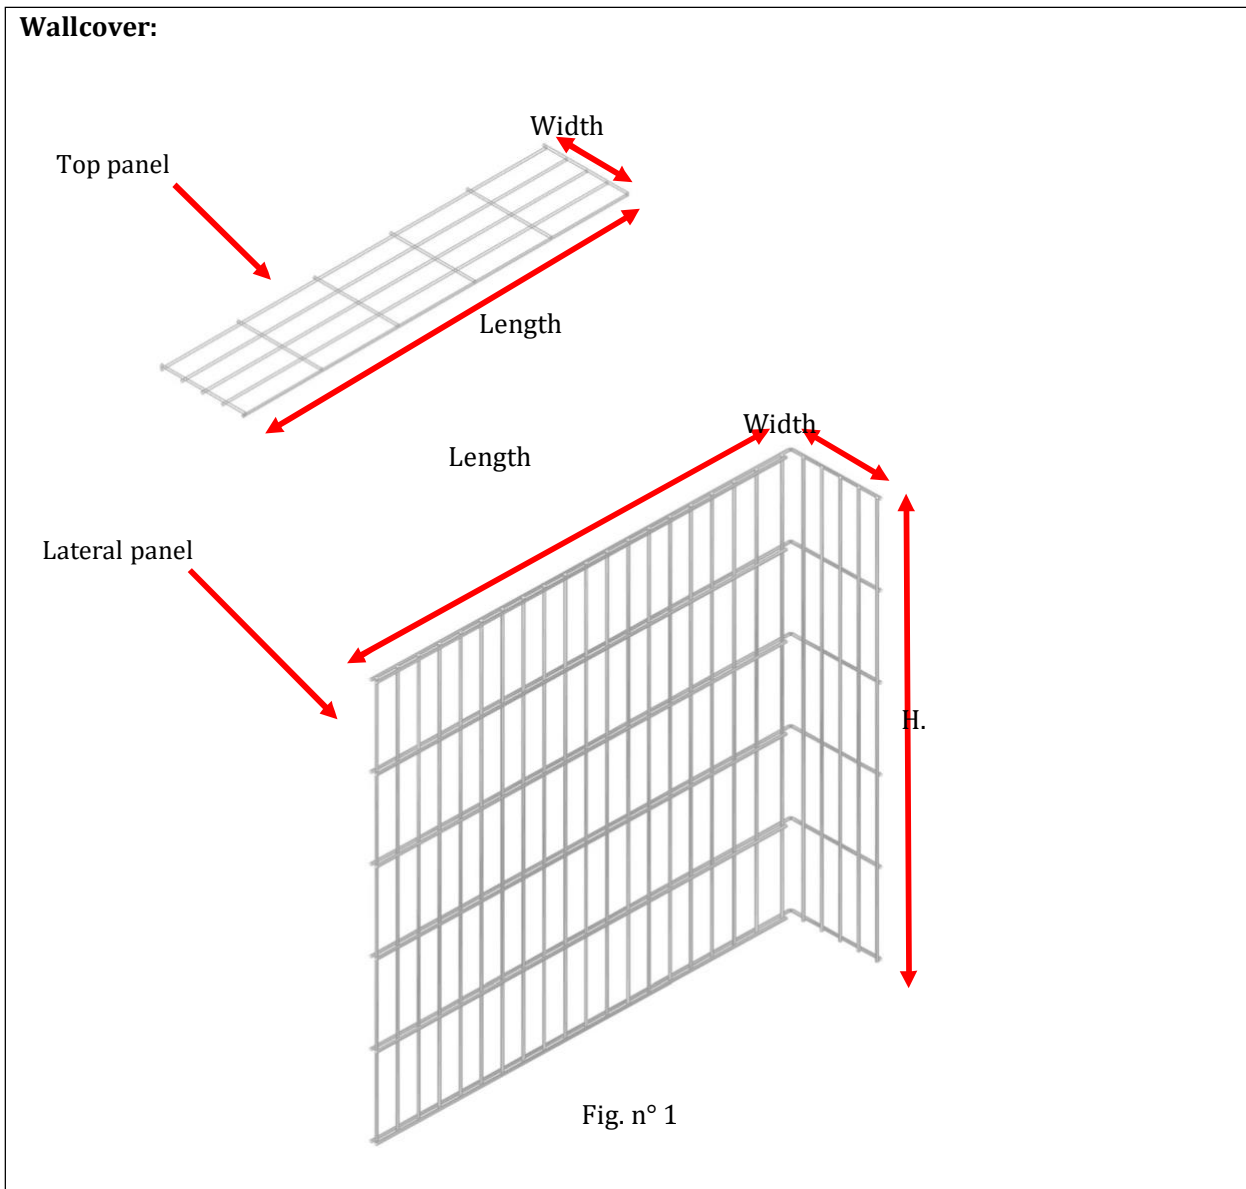 Wallcover:
Width
Top panel
Length
Width
Length
Lateral panel
H.
Fig. n° 1